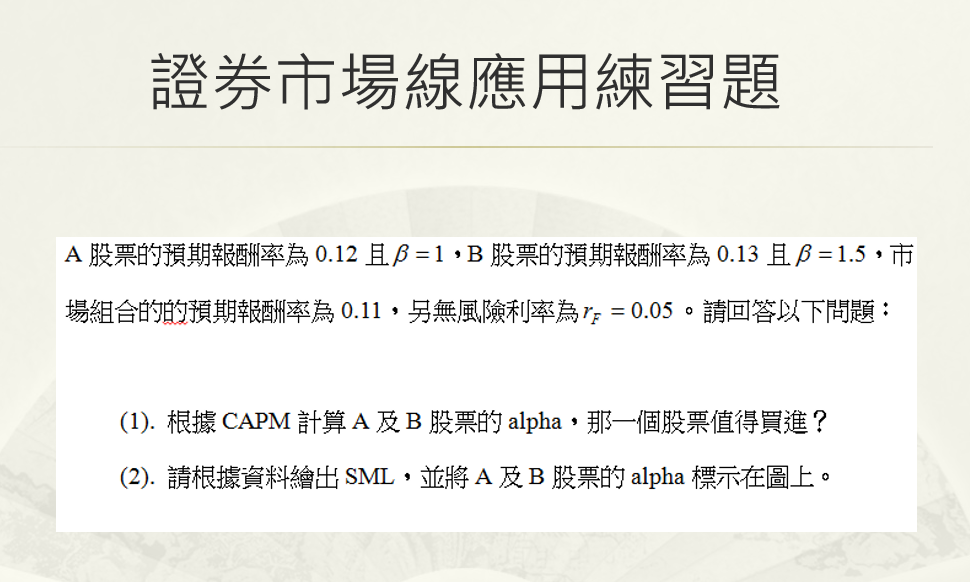 證券市場線應用練習題
A 股票的預期報酬率為 0.12 且 β = 1，B 股票的預期報酬率為 0.13 且 β = 1.5，市
場組合的的預期報酬率為 0.11，另無風險利率為 r_F = 0.05。請回答以下問題：
(1). 根據 CAPM 計算 A 及 B 股票的 alpha，那一個股票值得買進？
(2). 請根據資料繪出 SML，並將 A 及 B 股票的 alpha 標示在圖上。